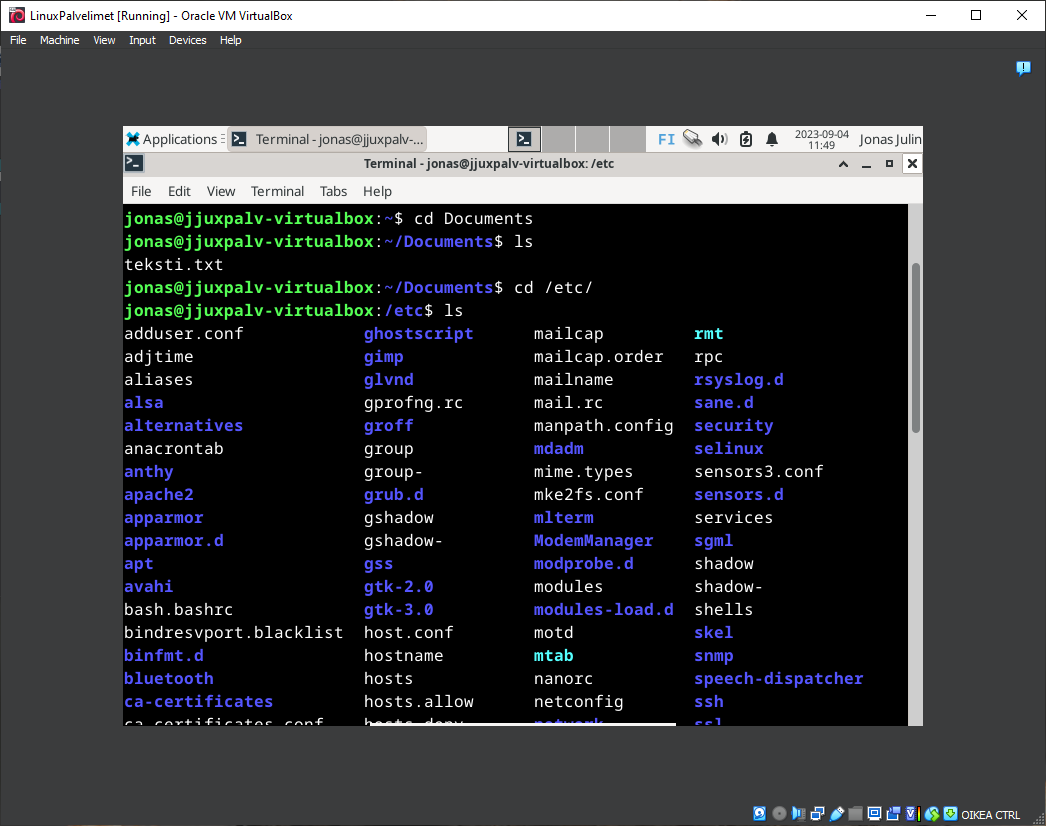 LinuxPalvelimet [Running] - Oracle VM VirtualBox
File Machine View Input Devices Help
Applications Terminal - jonas@jjuxpalv-... FI 2023-09-04 Jonas Julin
11:49
Terminal - jonas@jjuxpalv-virtualbox: /etc
File Edit View Terminal Tabs Help
jonas@jjuxpalv-virtualbox:~$ cd Documents
jonas@jjuxpalv-virtualbox:~/Documents$ ls
teksti.txt
jonas@jjuxpalv-virtualbox:~/Documents$ cd /etc/
jonas@jjuxpalv-virtualbox:/etc$ ls
adduser.conf ghostscript mailcap rmt
adjtime gimp mailcap.order rpc
aliases glvnd mailname rsyslog.d
alsa gprofng.rc mail.rc sane.d
alternatives groff manpath.config security
anacrontab group mdadm selinux
anthy group- mime.types sensors3.conf
apache2 grub.d mke2fs.conf sensors.d
apparmor gshadow mlterm services
apparmor.d gshadow- ModemManager sgml
apt gss modprobe.d shadow
avahi gtk-2.0 modules shadow-
bash.bashrc gtk-3.0 modules-load.d shells
bindresvport.blacklist host.conf motd skel
binfmt.d hostname mtab snmp
bluetooth hosts nanorc speech-dispatcher
ca-certificates hosts.allow netconfig ssh
ca-certificates.conf hosts.deny network ssl
OIKEA CTRL